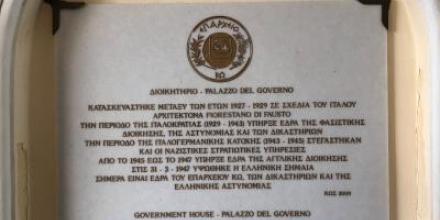 ΕΠΑΡΧΕΙΟ
ΚΩ
ΔΙΟΙΚΗΤΗΡΙΟ - PALAZZO DEL GOVERNO
ΚΑΤΑΣΚΕΥΑΣΤΗΚΕ ΜΕΤΑΞΥ ΤΩΝ ΕΤΩΝ 1927 - 1929 ΣΕ ΣΧΕΔΙΑ ΤΟΥ ΙΤΑΛΟΥ
ΑΡΧΙΤΕΚΤΟΝΑ FIORESTANO DI FAUSTO
ΤΗΝ ΠΕΡΙΟΔΟ ΤΗΣ ΙΤΑΛΟΚΡΑΤΙΑΣ (1929 - 1943) ΥΠΗΡΞΕ ΕΔΡΑ ΤΗΣ ΦΑΣΙΣΤΙΚΗΣ
ΔΙΟΙΚΗΣΗΣ, ΤΗΣ ΑΣΤΥΝΟΜΙΑΣ ΚΑΙ ΤΩΝ ΔΙΚΑΣΤΗΡΙΩΝ
ΤΗΝ ΠΕΡΙΟΔΟ ΤΗΣ ΙΤΑΛΟΓΕΡΜΑΝΙΚΗΣ ΚΑΤΟΧΗΣ (1943 - 1945) ΣΤΕΓΑΣΤΗΚΑΝ
ΚΑΙ ΟΙ ΝΑΖΙΣΤΙΚΕΣ ΣΤΡΑΤΙΩΤΙΚΕΣ ΥΠΗΡΕΣΙΕΣ
ΑΠΟ ΤΟ 1945 ΕΩΣ ΤΟ 1947 ΥΠΗΡΞΕ ΕΔΡΑ ΤΗΣ ΑΓΓΛΙΚΗΣ ΔΙΟΙΚΗΣΗΣ
ΣΤΙΣ 31 - 3 - 1947 ΥΨΩΘΗΚΕ Η ΕΛΛΗΝΙΚΗ ΣΗΜΑΙΑ
ΣΗΜΕΡΑ ΕΙΝΑΙ ΕΔΡΑ ΤΟΥ ΕΠΑΡΧΕΙΟΥ ΚΩ, ΤΩΝ ΔΙΚΑΣΤΗΡΙΩΝ ΚΑΙ ΤΗΣ
ΕΛΛΗΝΙΚΗΣ ΑΣΤΥΝΟΜΙΑΣ
ΚΩΣ 2001
GOVERNMENT HOUSE - PALAZZO DEL GOVERNO